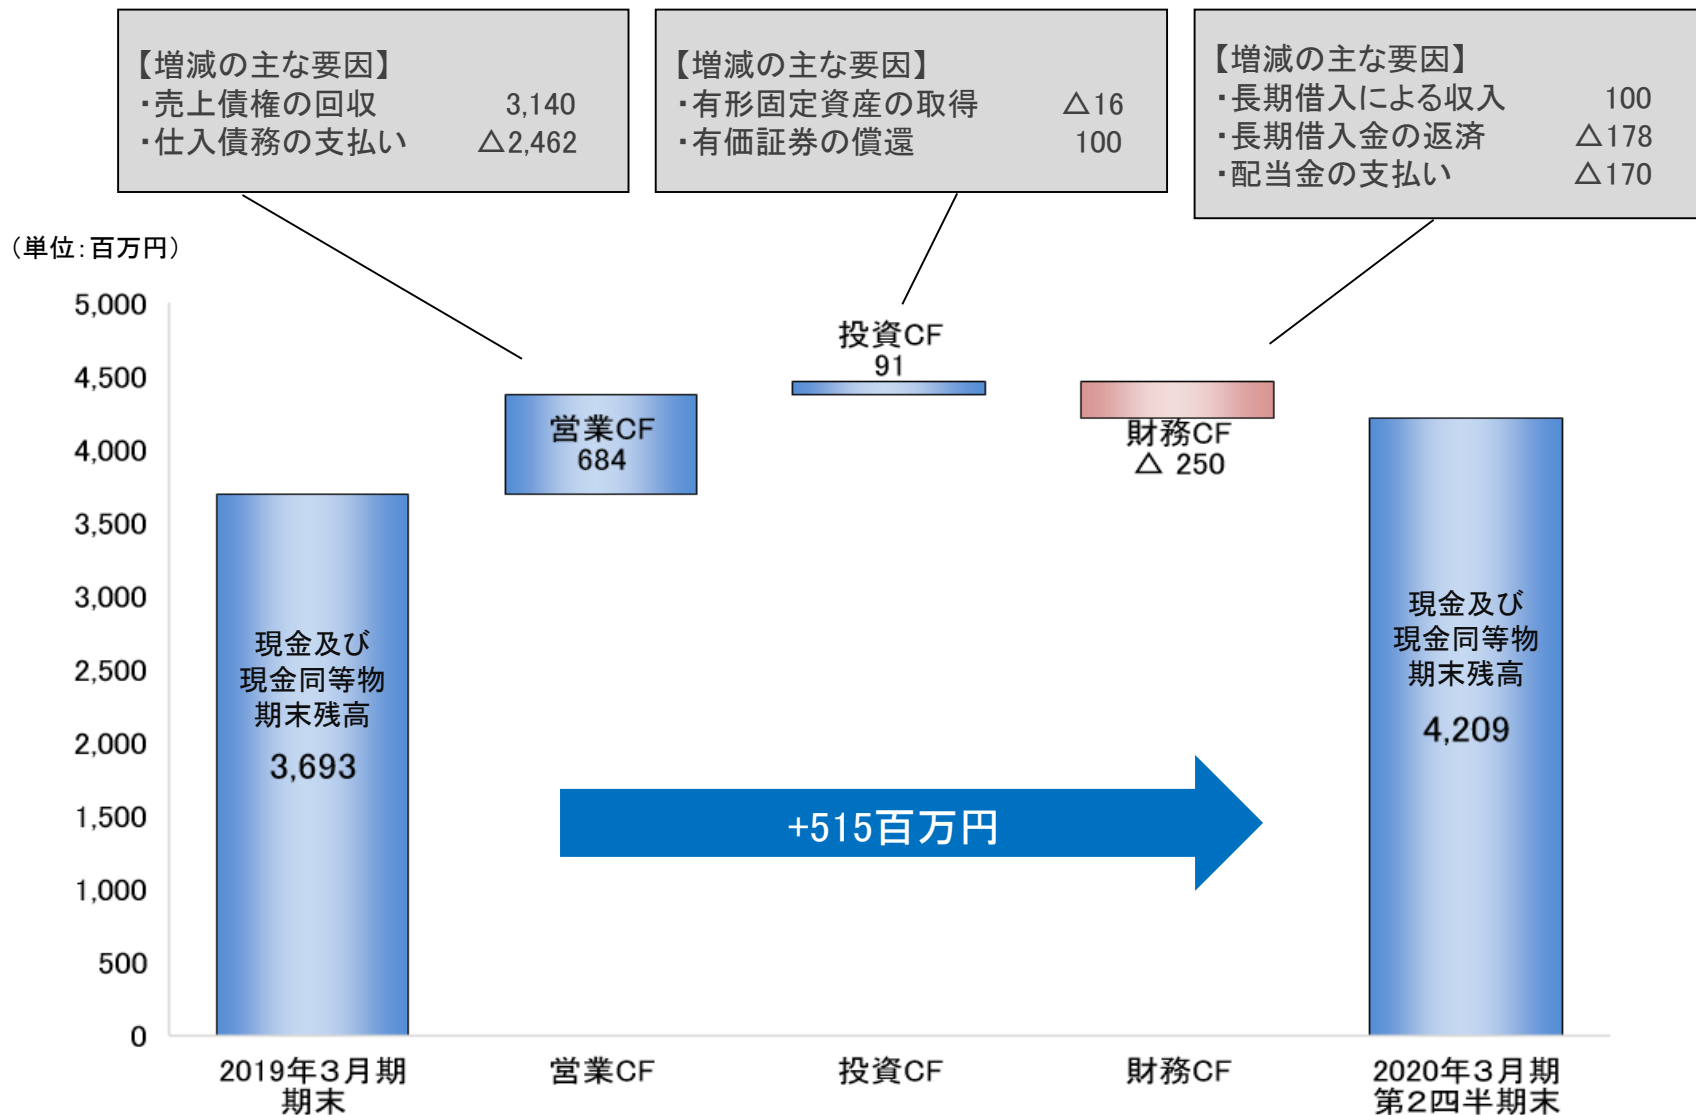 【増減の主な要因】
・売上債権の回収 3,140
・仕入債務の支払い △2,462
【増減の主な要因】
・有形固定資産の取得 △16
・有価証券の償還 100
【増減の主な要因】
・長期借入による収入 100
・長期借入金の返済 △178
・配当金の支払い △170
（単位：百万円）
5,000
4,500
4,000
3,500
3,000
2,500
2,000
1,500
1,000
500
0
現金及び
現金同等物
期末残高
3,693
営業CF
684
投資CF
91
財務CF
△ 250
現金及び
現金同等物
期末残高
4,209
+515百万円
2019年３月期
期末
営業CF
投資CF
財務CF
2020年３月期
第２四半期末